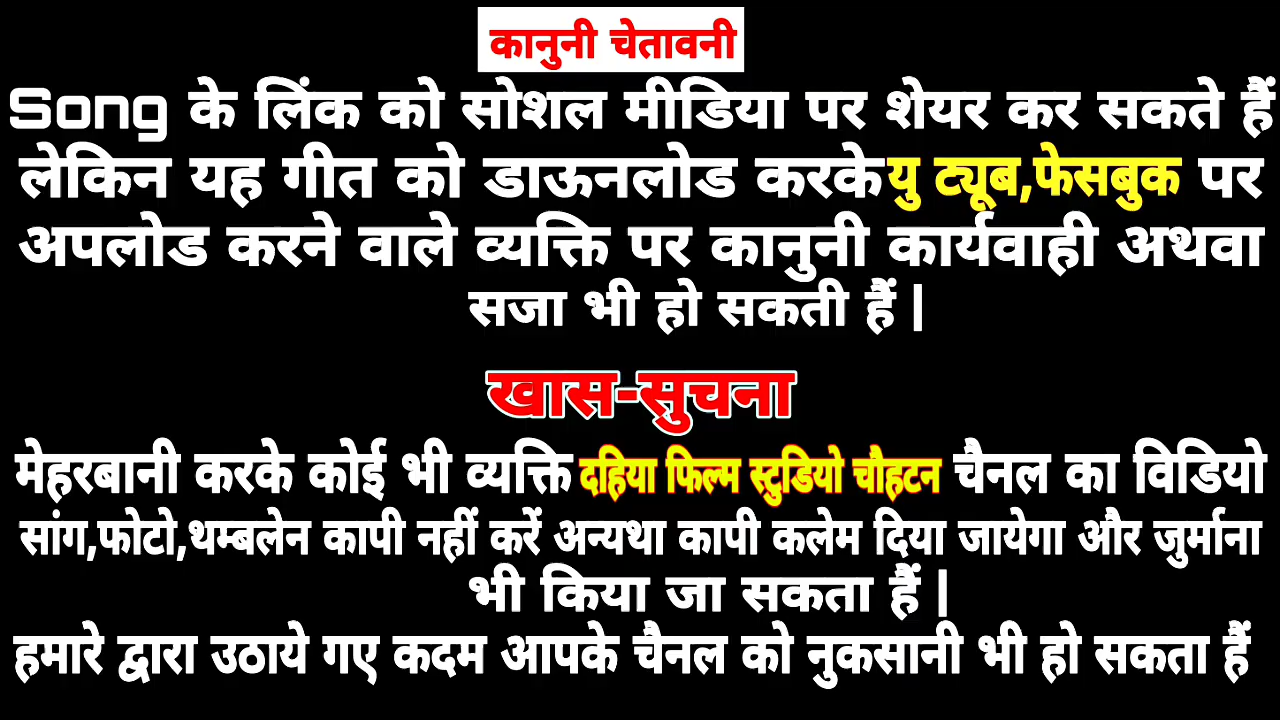 कानुनी चेतावनी
Song के लिंक को सोशल मीडिया पर शेयर कर सकते हैं
लेकिन यह गीत को डाऊनलोड करके यु ट्यूब,फेसबुक पर
अपलोड करने वाले व्यक्ति पर कानुनी कार्यवाही अथवा
सजा भी हो सकती हैं |
खास-सुचना
मेहरबानी करके कोई भी व्यक्ति दहिया फिल्म स्टुडियो चौहटन चैनल का विडियो
सांग,फोटो,थम्बलेन कापी नहीं करें अन्यथा कापी कलेम दिया जायेगा और जुर्माना
भी किया जा सकता हैं |
हमारे द्वारा उठाये गए कदम आपके चैनल को नुकसानी भी हो सकता हैं